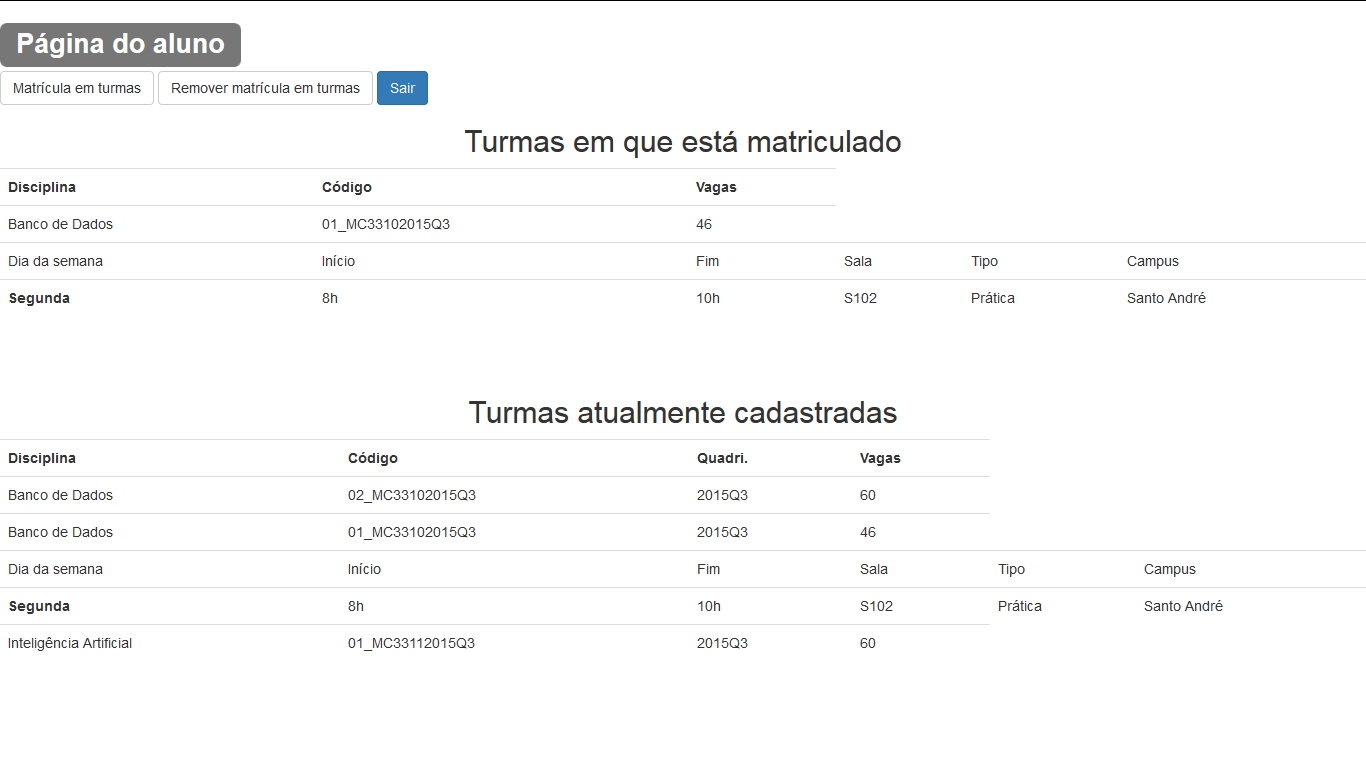 Página do aluno
Matrícula em turmas Remover matrícula em turmas Sair
Turmas em que está matriculado
Disciplina Código Vagas
Banco de Dados 01_MC33102015Q3 46
Dia da semana Início Fim Sala Tipo Campus
Segunda 8h 10h S102 Prática Santo André
Turmas atualmente cadastradas
Disciplina Código Quadri. Vagas
Banco de Dados 02_MC33102015Q3 2015Q3 60
Banco de Dados 01_MC33102015Q3 2015Q3 46
Dia da semana Início Fim Sala Tipo Campus
Segunda 8h 10h S102 Prática Santo André
Inteligência Artificial 01_MC33112015Q3 2015Q3 60